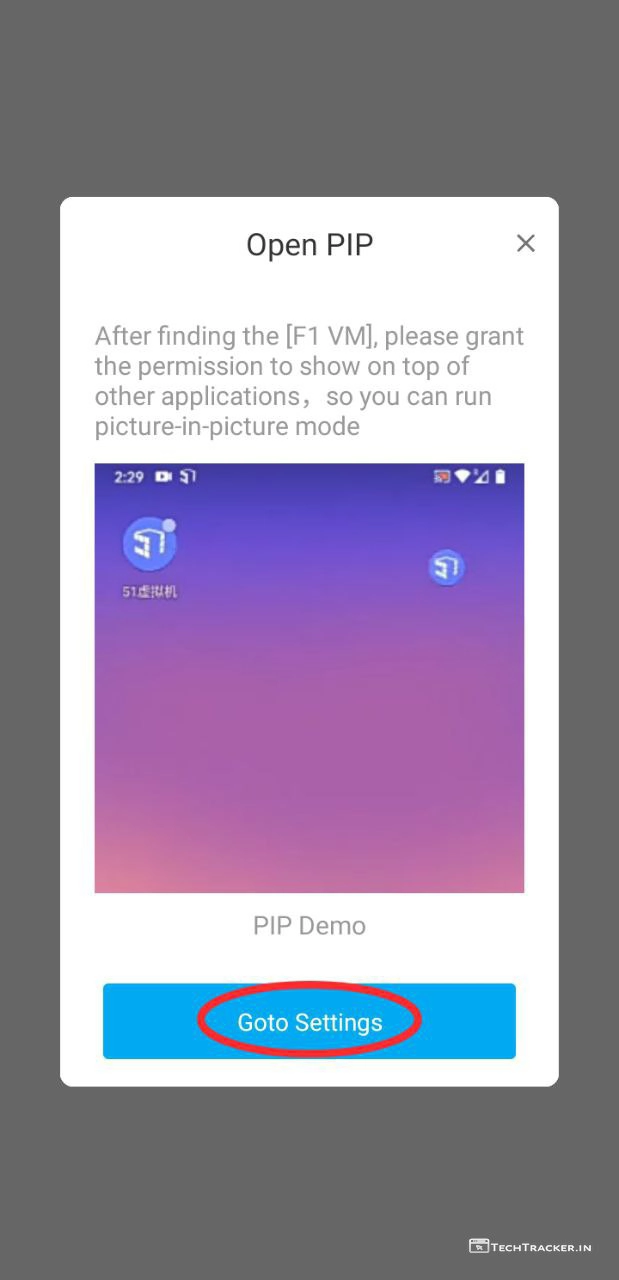 Open PIP
After finding the [F1 VM], please grant
the permission to show on top of
other applications，so you can run
picture-in-picture mode
2:29
51虚拟机
PIP Demo
Goto Settings
TECHTRACKER.IN